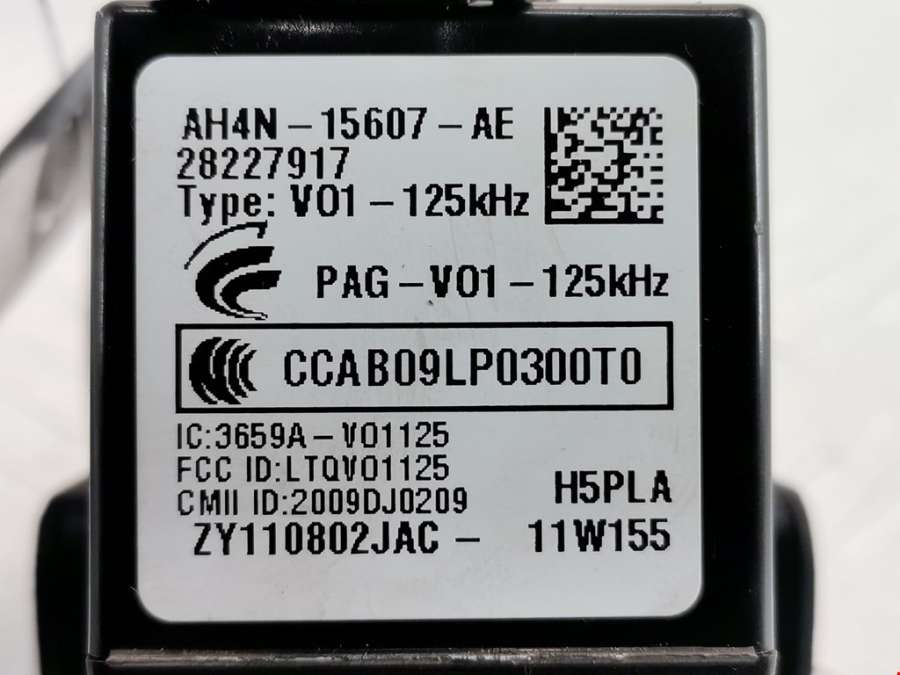 AH4N-15607-AE
28227917
Type: V01-125kHz
PAG-V01-125kHz
CCAB09LP0300T0
IC:3659A-V01125
FCC ID:LTQV01125
CMII ID:2009DJ0209
H5PLA
ZY110802JAC- 11W155